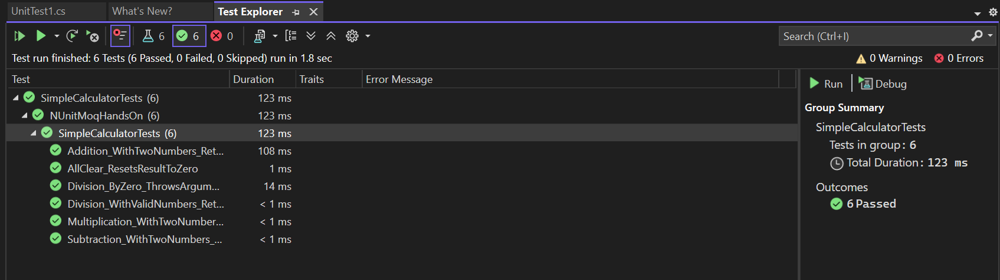 UnitTest1.cs What's New? Test Explorer
6 6 0 Search (Ctrl+I)
Test run finished: 6 Tests (6 Passed, 0 Failed, 0 Skipped) run in 1.8 sec 0 Warnings 0 Errors
Test Duration Traits Error Message
SimpleCalculatorTests (6) 123 ms
NUnitMoqHandsOn (6) 123 ms
SimpleCalculatorTests (6) 123 ms
Addition_WithTwoNumbers_Ret... 108 ms
AllClear_ResetsResultToZero 1 ms
Division_ByZero_ThrowsArgum... 14 ms
Division_WithValidNumbers_Ret... < 1 ms
Multiplication_WithTwoNumber... < 1 ms
Subtraction_WithTwoNumbers_... < 1 ms
Run Debug
Group Summary
SimpleCalculatorTests
Tests in group: 6
Total Duration: 123 ms
Outcomes
6 Passed